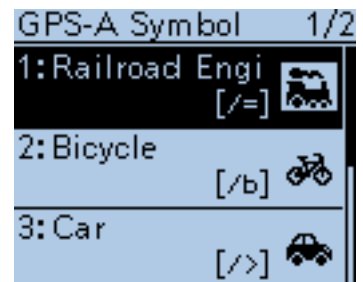 GPS-A Symbol 1/2
1:Railroad Engi
[/=]
2:Bicycle
[/b]
3:Car
[/>]